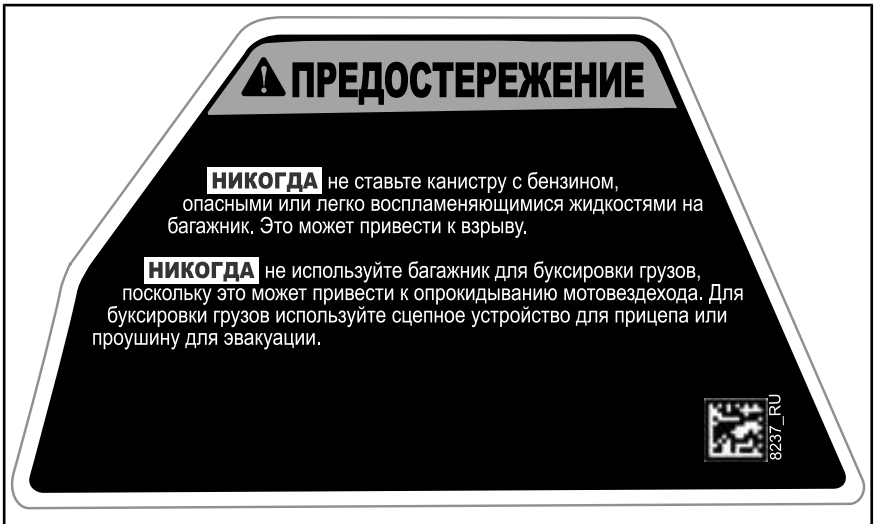 ПРЕДОСТЕРЕЖЕНИЕ
НИКОГДА не ставьте канистру с бензином,
опасными или легко воспламеняющимися жидкостями на
багажник. Это может привести к взрыву.
НИКОГДА не используйте багажник для буксировки грузов,
поскольку это может привести к опрокидыванию мотовездехода. Для
буксировки грузов используйте сцепное устройство для прицепа или
проушину для эвакуации.
8237_RU